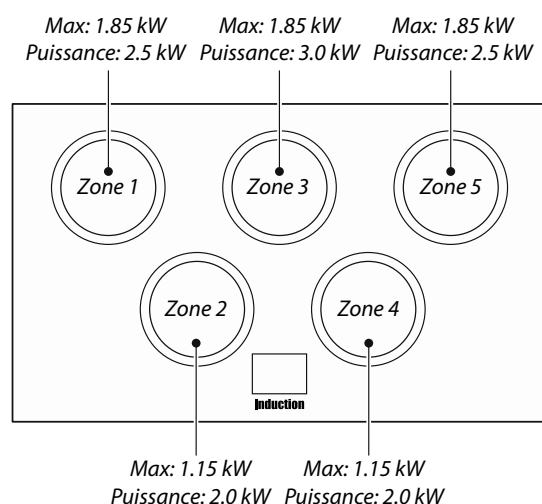 Max: 1.85 kW
Puissance: 2.5 kW
Max: 1.85 kW
Puissance: 3.0 kW
Max: 1.85 kW
Puissance: 2.5 kW
Zone 1
Zone 3
Zone 5
Zone 2
Zone 4
Induction
Max: 1.15 kW
Puissance: 2.0 kW
Max: 1.15 kW
Puissance: 2.0 kW